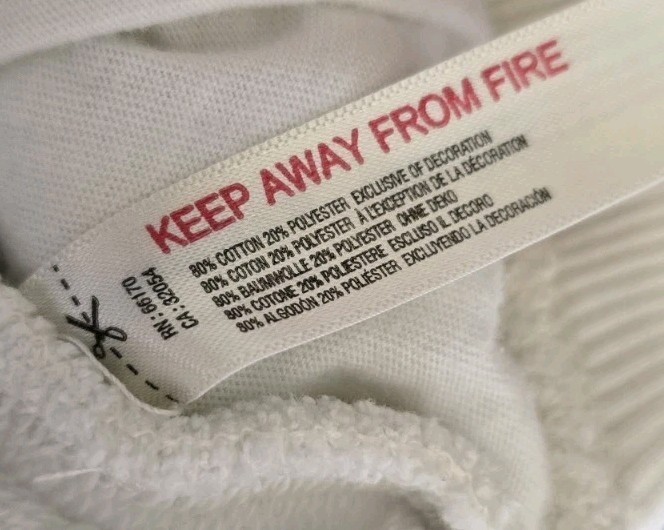 KEEP AWAY FROM FIRE
80% COTTON 20% POLYESTER EXCLUSIVE OF DECORATION
80% COTON 20% POLYESTER À L'EXCEPTION DE LA DÉCORATION
80% BAUMWOLLE 20% POLYESTER OHNE DEKO
80% COTONE 20% POLIESTERE ESCLUSO IL DECORO
80% ALGODÓN 20% POLIÉSTER EXCLUYENDO LA DECORACIÓN
RN: 66170
CA: 32054